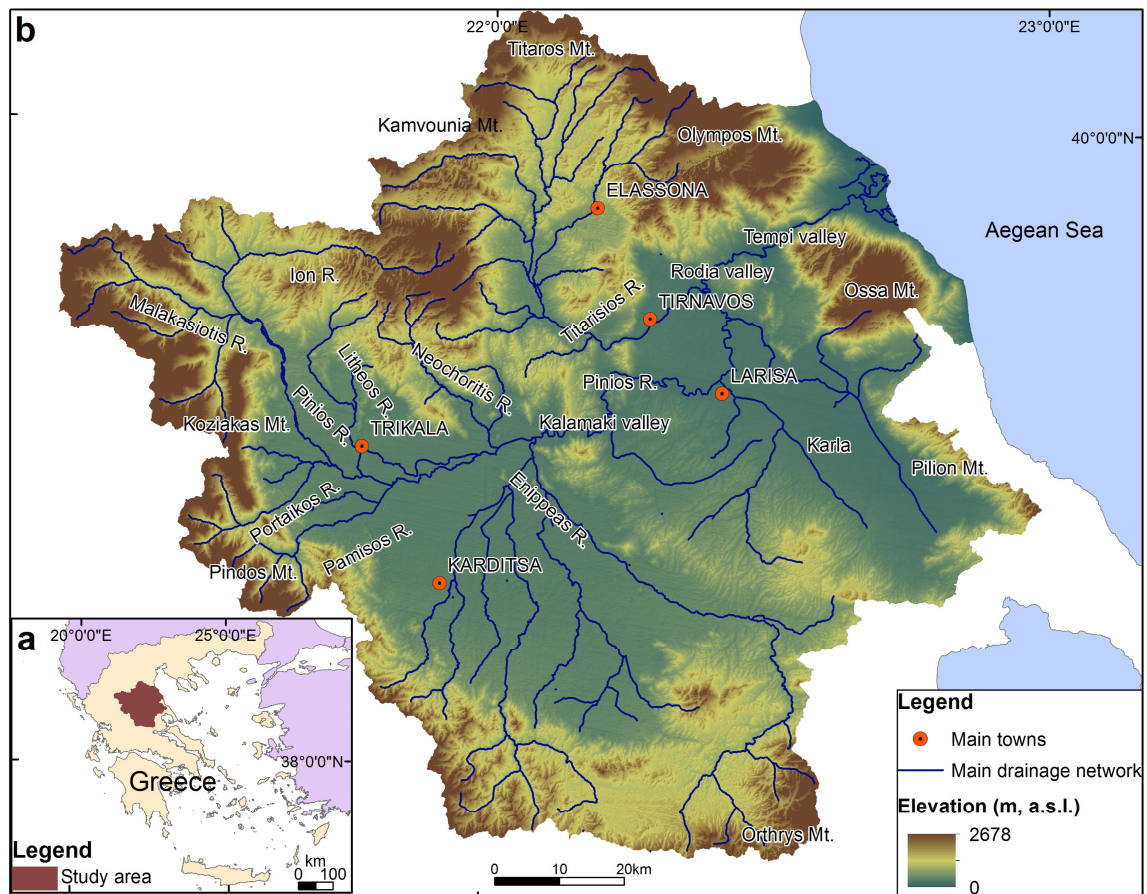 b
22°0'0"E
23°0'0"E
Titaros Mt.
Kamvounia Mt.
Olympos Mt.
40°0'0"N
ELASSONA
Aegean Sea
Tempi valley
Rodia valley
Ion R.
Ossa Mt.
Malakasiotis R.
Titarisios R.
TIRNAVOS
Litheos R.
Neochoritis R.
Pinios R.
LARISA
Pinios R.
Koziakas Mt.
TRIKALA
Kalamaki valley
Karla
Pilion Mt.
Enippeas R.
Portaikos R.
Pamisos R.
Pindos Mt.
KARDITSA
Orthrys Mt.
0 10 20km
a
20°0'0"E
25°0'0"E
38°0'0"N
Greece
Legend
Study area
km
0 100
Legend
Main towns
Main drainage network
Elevation (m, a.s.l.)
2678
0